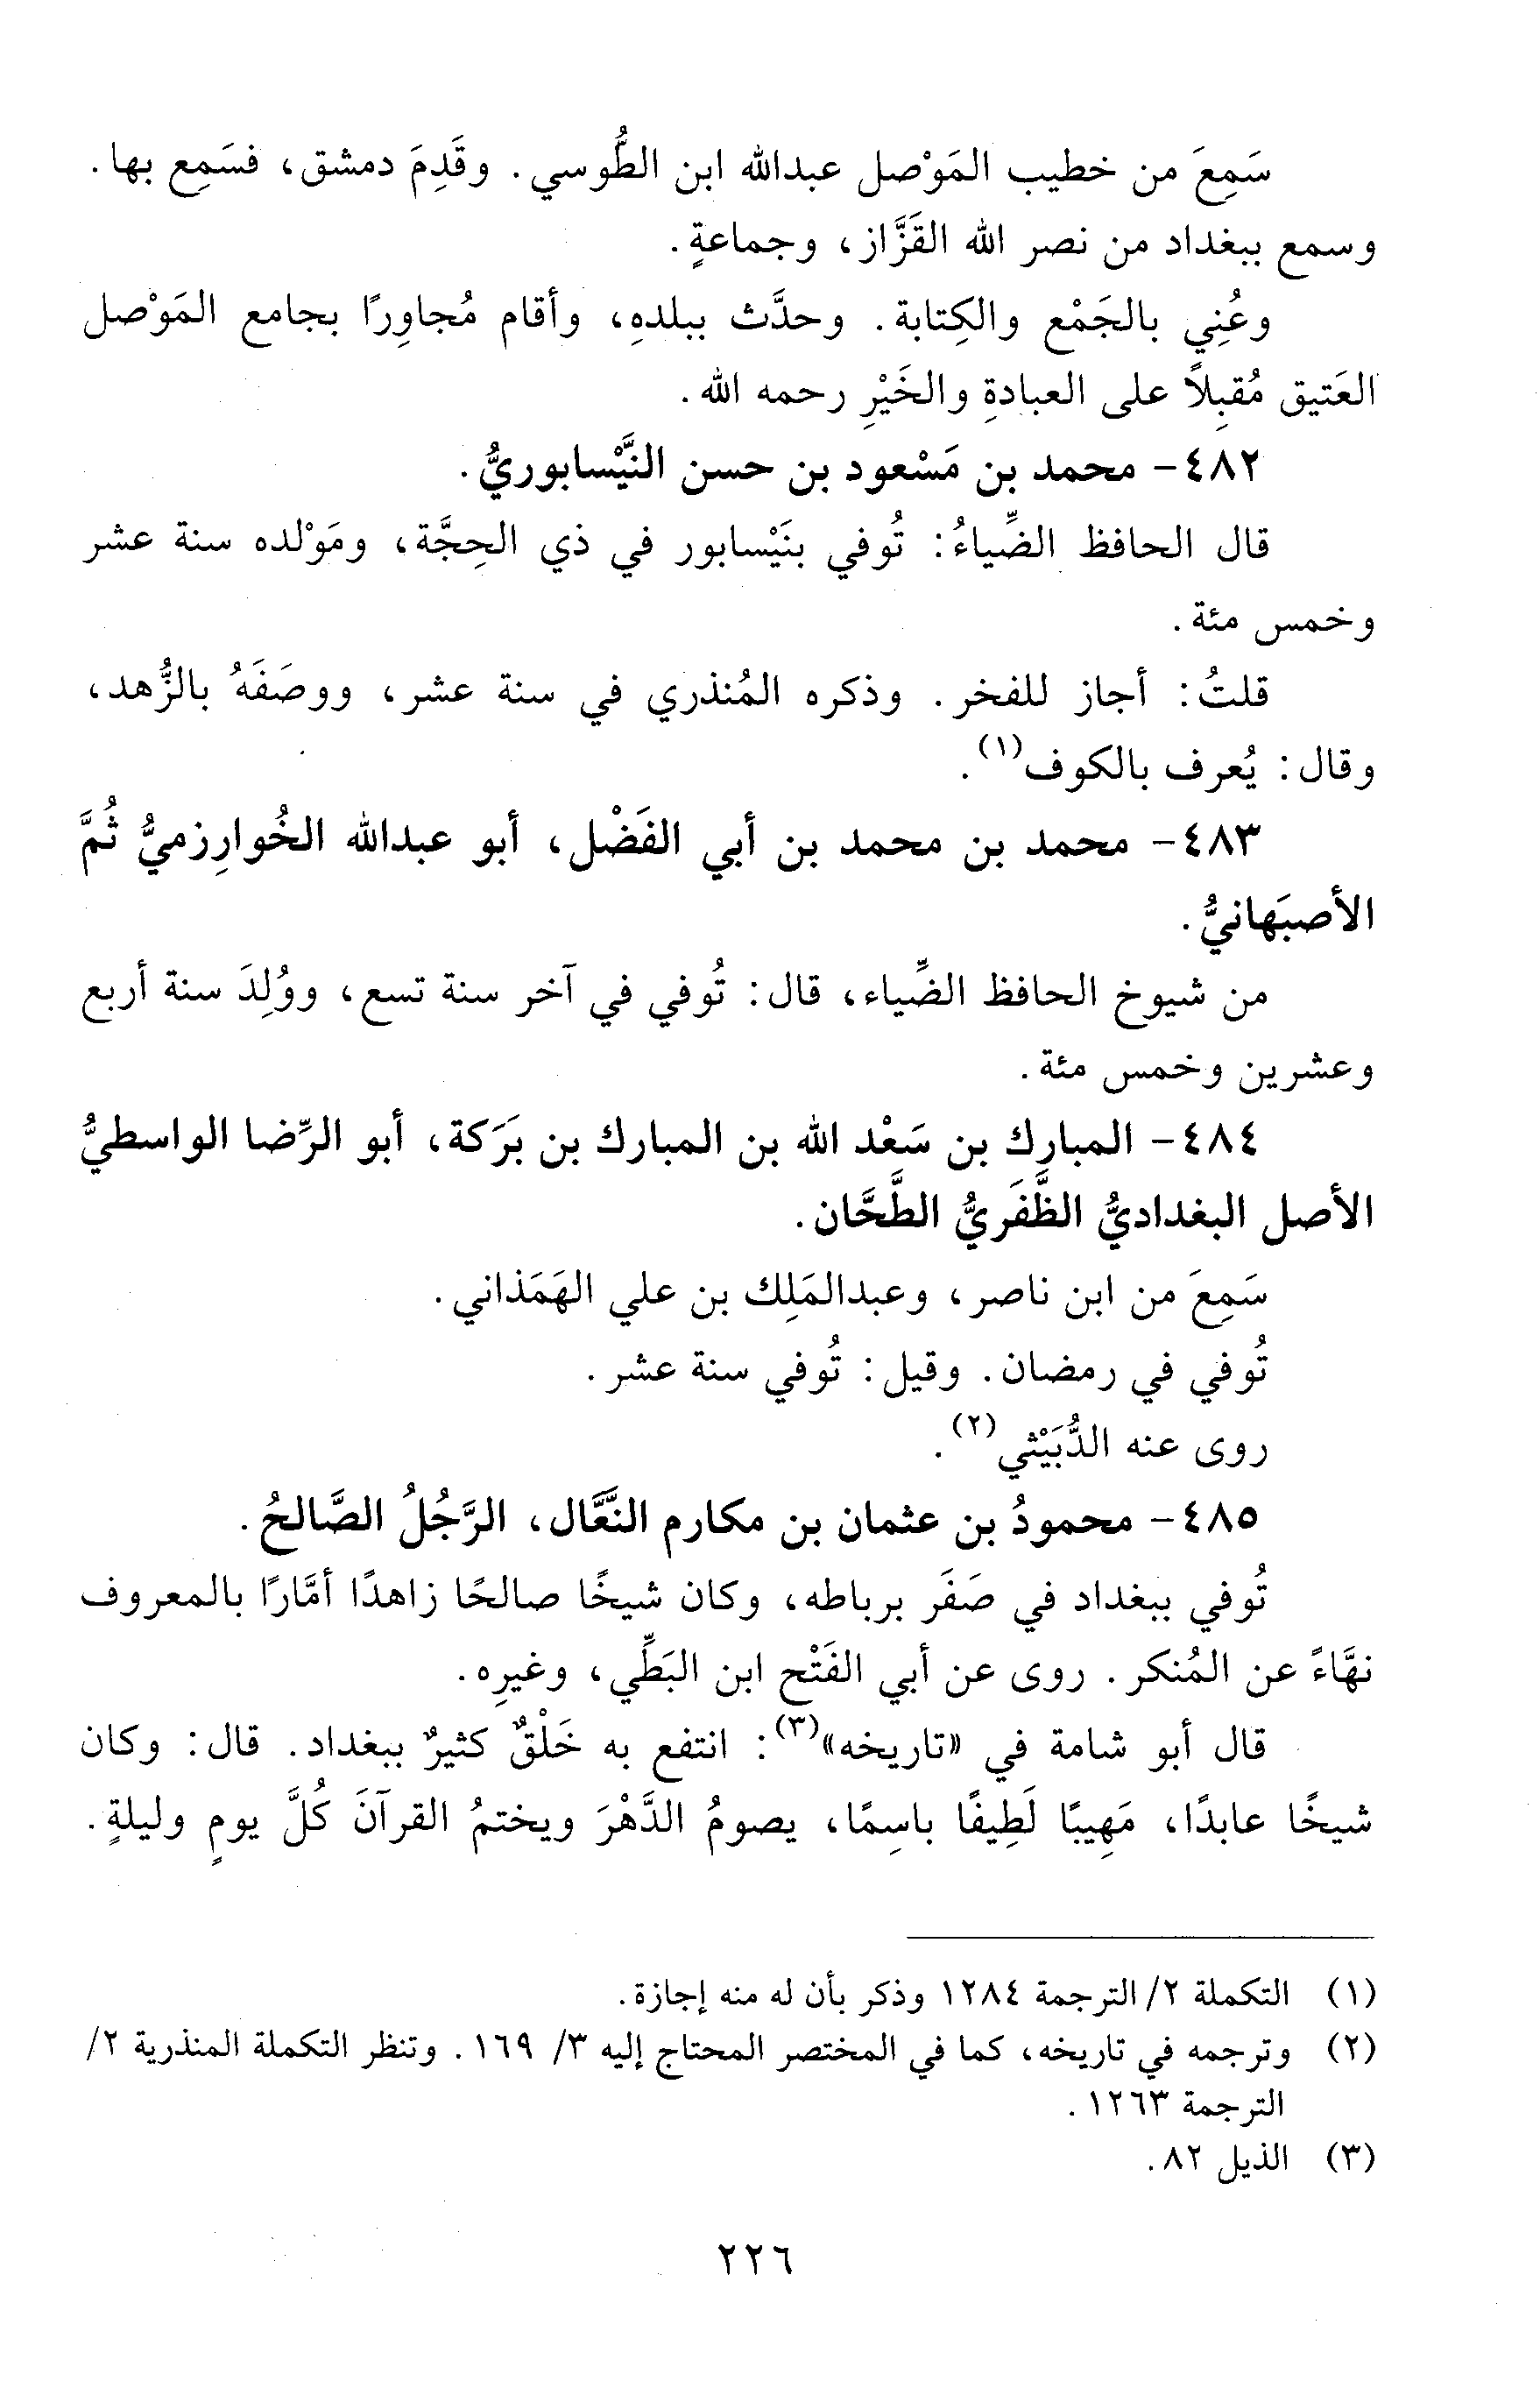 سَمِعَ من خطيب المَوْصل عبدالله ابن الطُّوسي. وقَدِمَ دمشق، فسَمِع بها.
وسمع ببغداد من نصر الله القَزَّاز، وجماعةٍ.
وعُنِي بالجَمْع والكِتابة. وحدَّث ببلدهِ، وأقام مُجاوِرًا بجامع المَوْصل
العَتيق مُقبِلاً على العبادةِ والخَيْرِ رحمه الله.
٤٨٢- محمد بن مَسْعود بن حسن النَّيْسابوريُّ.
قال الحافظ الضِّياءُ: تُوفي بنَيْسابور في ذي الحِجَّة، ومَوْلده سنة عشر
وخمس مئة.
قلتُ: أجاز للفخر. وذكره المُنذري في سنة عشر، ووصَفَهُ بالزُّهد،
وقال: يُعرف بالكوف(١).
٤٨٣- محمد بن محمد بن أبي الفَضْل، أبو عبدالله الخُوارِزميُّ ثُمَّ
الأصبَهانيُّ.
من شيوخ الحافظ الضِّياء، قال: تُوفي في آخر سنة تسع، ووُلِدَ سنة أربع
وعشرين وخمس مئة.
٤٨٤- المبارِك بن سَعْد الله بن المبارك بن بَرَكة، أبو الرِّضا الواسطيُّ
الأصل البغداديُّ الظَّفَريُّ الطَّحَّان.
سَمِعَ من ابن ناصر، وعبدالمَلِك بن علي الهَمَذاني.
تُوفي في رمضان. وقيل: تُوفي سنة عشر.
روى عنه الدُّبَيْثي(٢).
٤٨٥- محمودُ بن عثمان بن مكارم النَّعَّال، الرَّجُلُ الصَّالحُ.
تُوفي ببغداد في صَفَر برباطه، وكان شيخًا صالحًا زاهدًا أمَّارًا بالمعروف
نهَّاءً عن المُنكر. روى عن أبي الفَتْح ابن البَطِّي، وغيرِه.
قال أبو شامة في «تاريخه»(٣): انتفع به خَلْقٌ كثيرٌ ببغداد. قال: وكان
شيخًا عابدًا، مَهِيبًا لَطِيفًا باسِمًا، يصومُ الدَّهْرَ ويختمُ القرآنَ كُلَّ يومٍ وليلةٍ.
(١) التكملة ٢/ الترجمة ١٢٨٤ وذكر بأن له منه إجازة.
(٢) وترجمه في تاريخه، كما في المختصر المحتاج إليه ٣/ ١٦٩. وتنظر التكملة المنذرية ٢/
الترجمة ١٢٦٣.
(٣) الذيل ٨٢.
٢٢٦